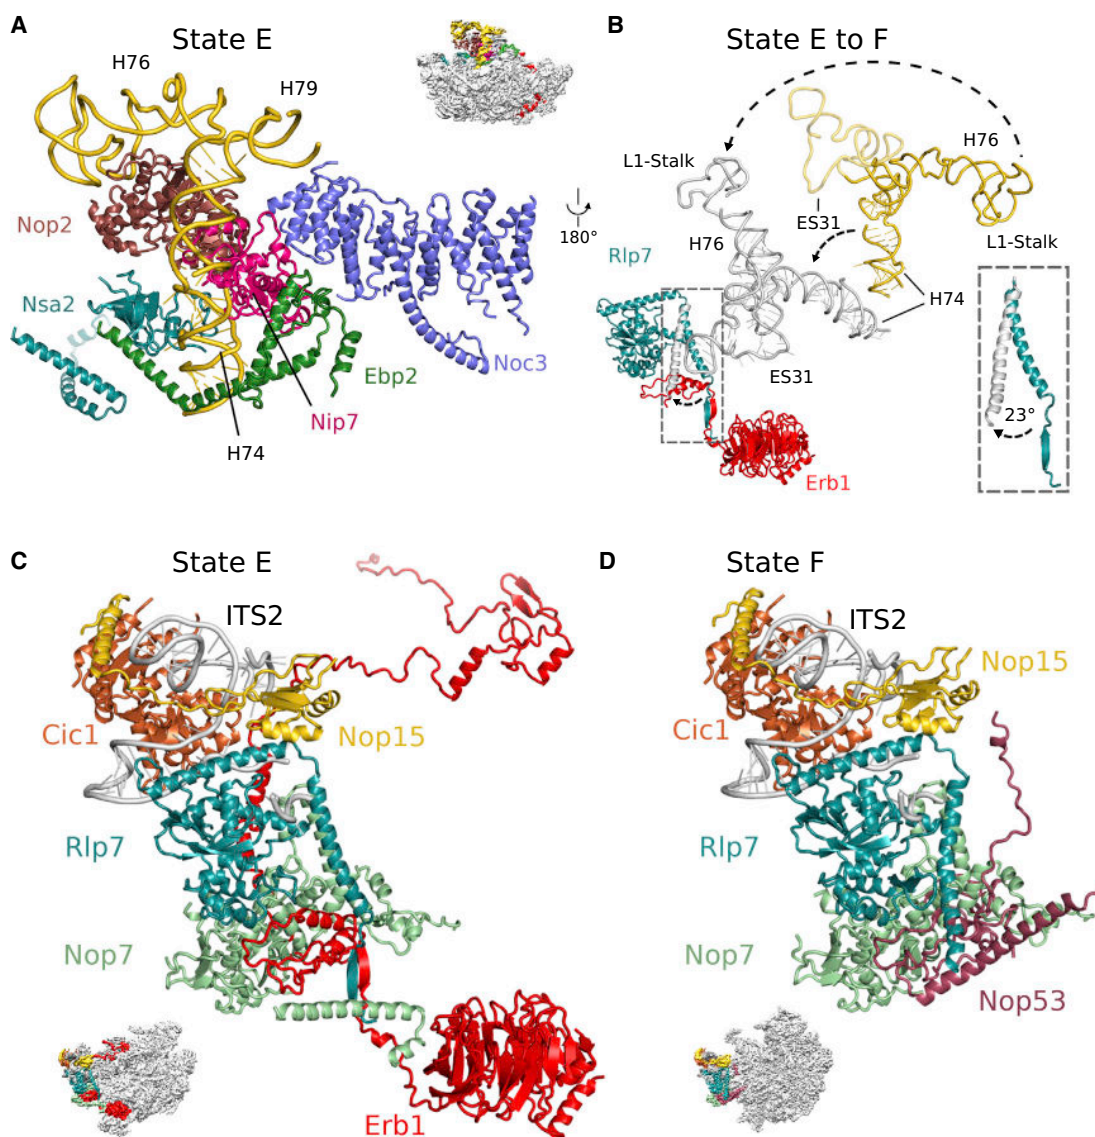 A
State E
H76
H79
Nop2
Nsa2
Ebp2
Noc3
Nip7
H74
180°
B
State E to F
H76
L1-Stalk
ES31
L1-Stalk
H76
Rlp7
H74
ES31
23°
Erb1
C
State E
ITS2
Cic1
Nop15
Rlp7
Nop7
Erb1
D
State F
ITS2
Nop15
Cic1
Rlp7
Nop7
Nop53